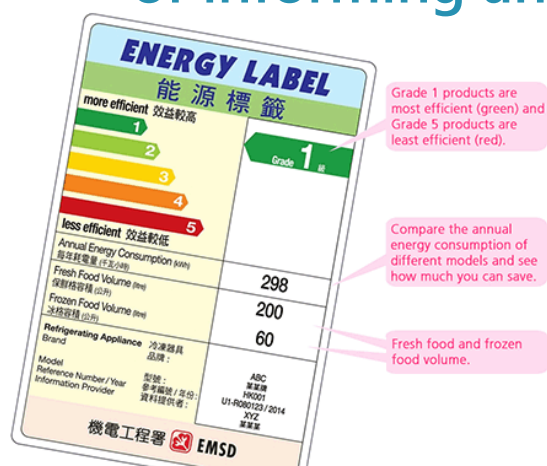 of informing an
ENERGY LABEL
能源標籤
more efficient 效益較高
1
2
3
4
5
less efficient 效益較低
Grade 1 級
Annual Energy Consumption (kWh)
每年耗電量 (千瓦小時)
298
Fresh Food Volume (litre)
保鮮格容積 (公升)
200
Frozen Food Volume (litre)
冰格容積 (公升)
60
Refrigerating Appliance 冷凍器具
Brand 品牌 :
ABC
某某牌
Model 型號 :
HK001
Reference Number / Year 參考編號 / 年份 :
U1-R080123 / 2014
Information Provider 資料提供者 :
XYZ
某某某
機電工程署 EMSD
Grade 1 products are
most efficient (green) and
Grade 5 products are
least efficient (red).
Compare the annual
energy consumption of
different models and see
how much you can save.
Fresh food and frozen
food volume.